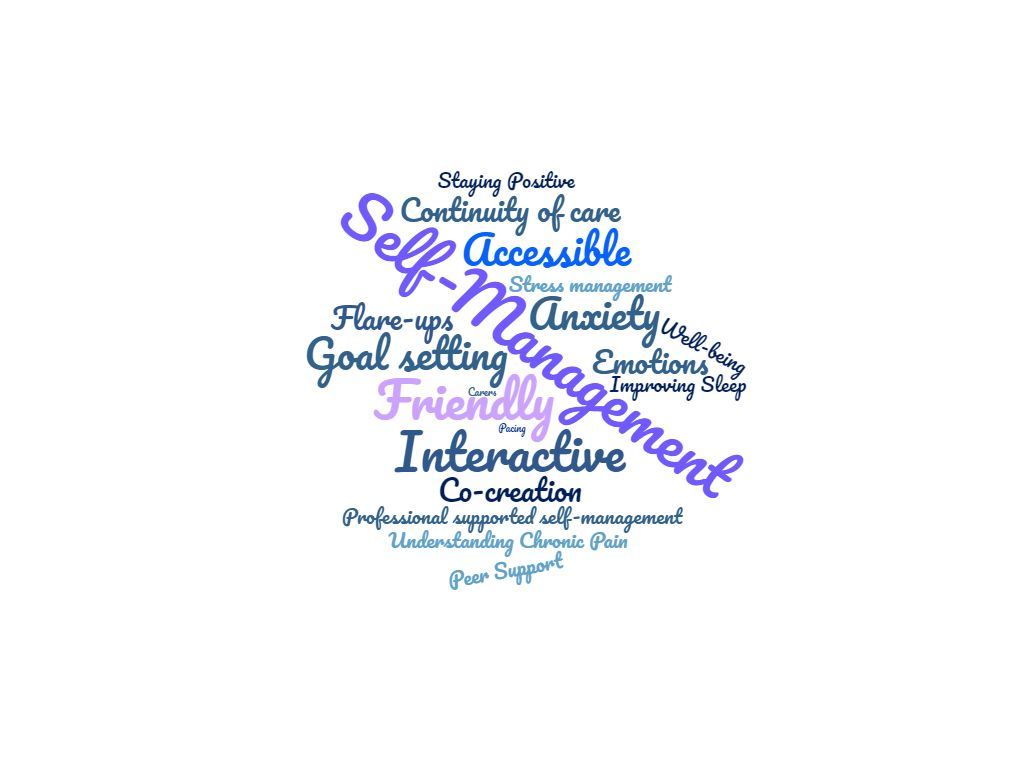 Staying Positive
Continuity of care
Self-Management
Accessible
Stress management
Flare-ups
Anxiety
Well-being
Goal setting
Emotions
Improving Sleep
Friendly
Carers
Pacing
Interactive
Co-creation
Professional supported self-management
Understanding Chronic Pain
Peer Support